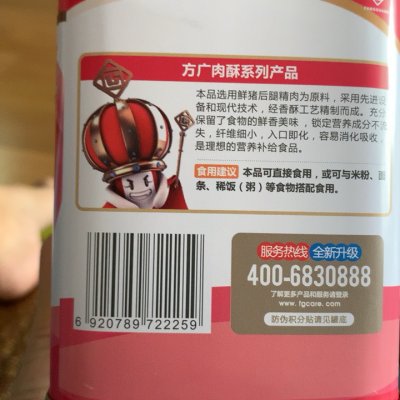 方广肉酥系列产品
本品选用鲜猪后腿精肉为原料，采用先进设
备和现代技术，经香酥工艺精制而成。充分
保留了食物的鲜香美味，锁定营养成分不流
失，纤维细小，入口即化，容易消化吸收，
是理想的营养补给食品。
食用建议 本品可直接食用，或可与米粉、面
条、稀饭（粥）等食物搭配食用。
服务热线 全新升级
400-6830888
了解更多产品和服务请登录
www.fgcare.com
防伪积分贴请见罐底
6 920789 722259